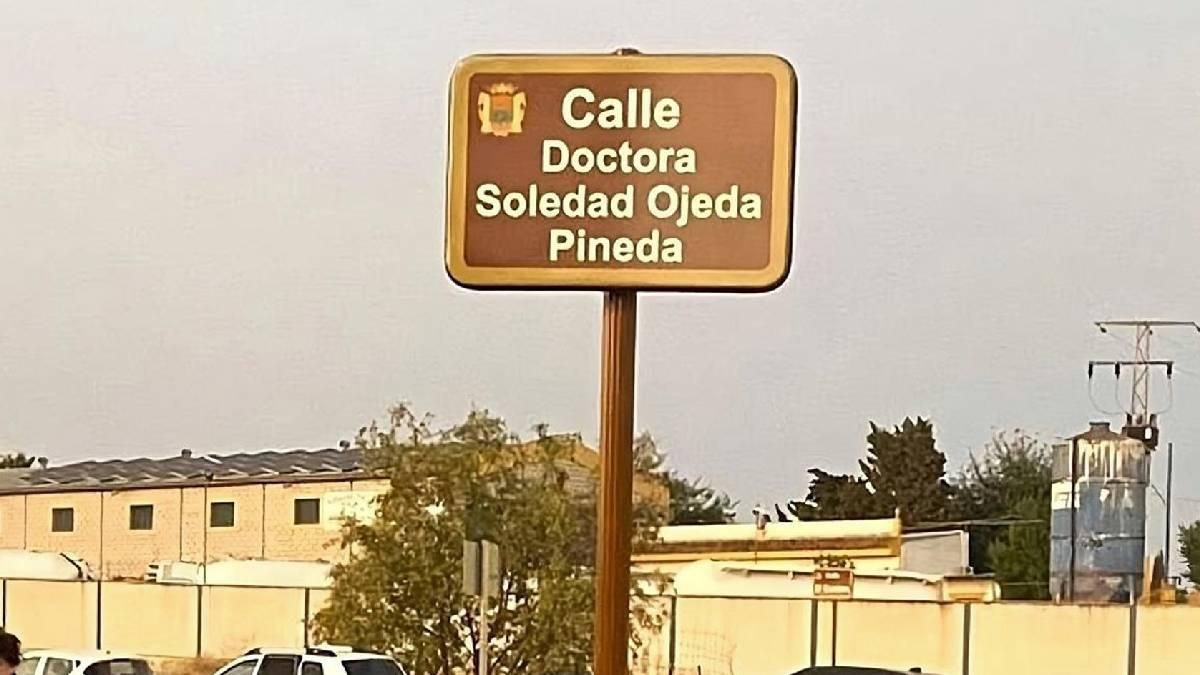 Calle
Doctora
Soledad Ojeda
Pineda